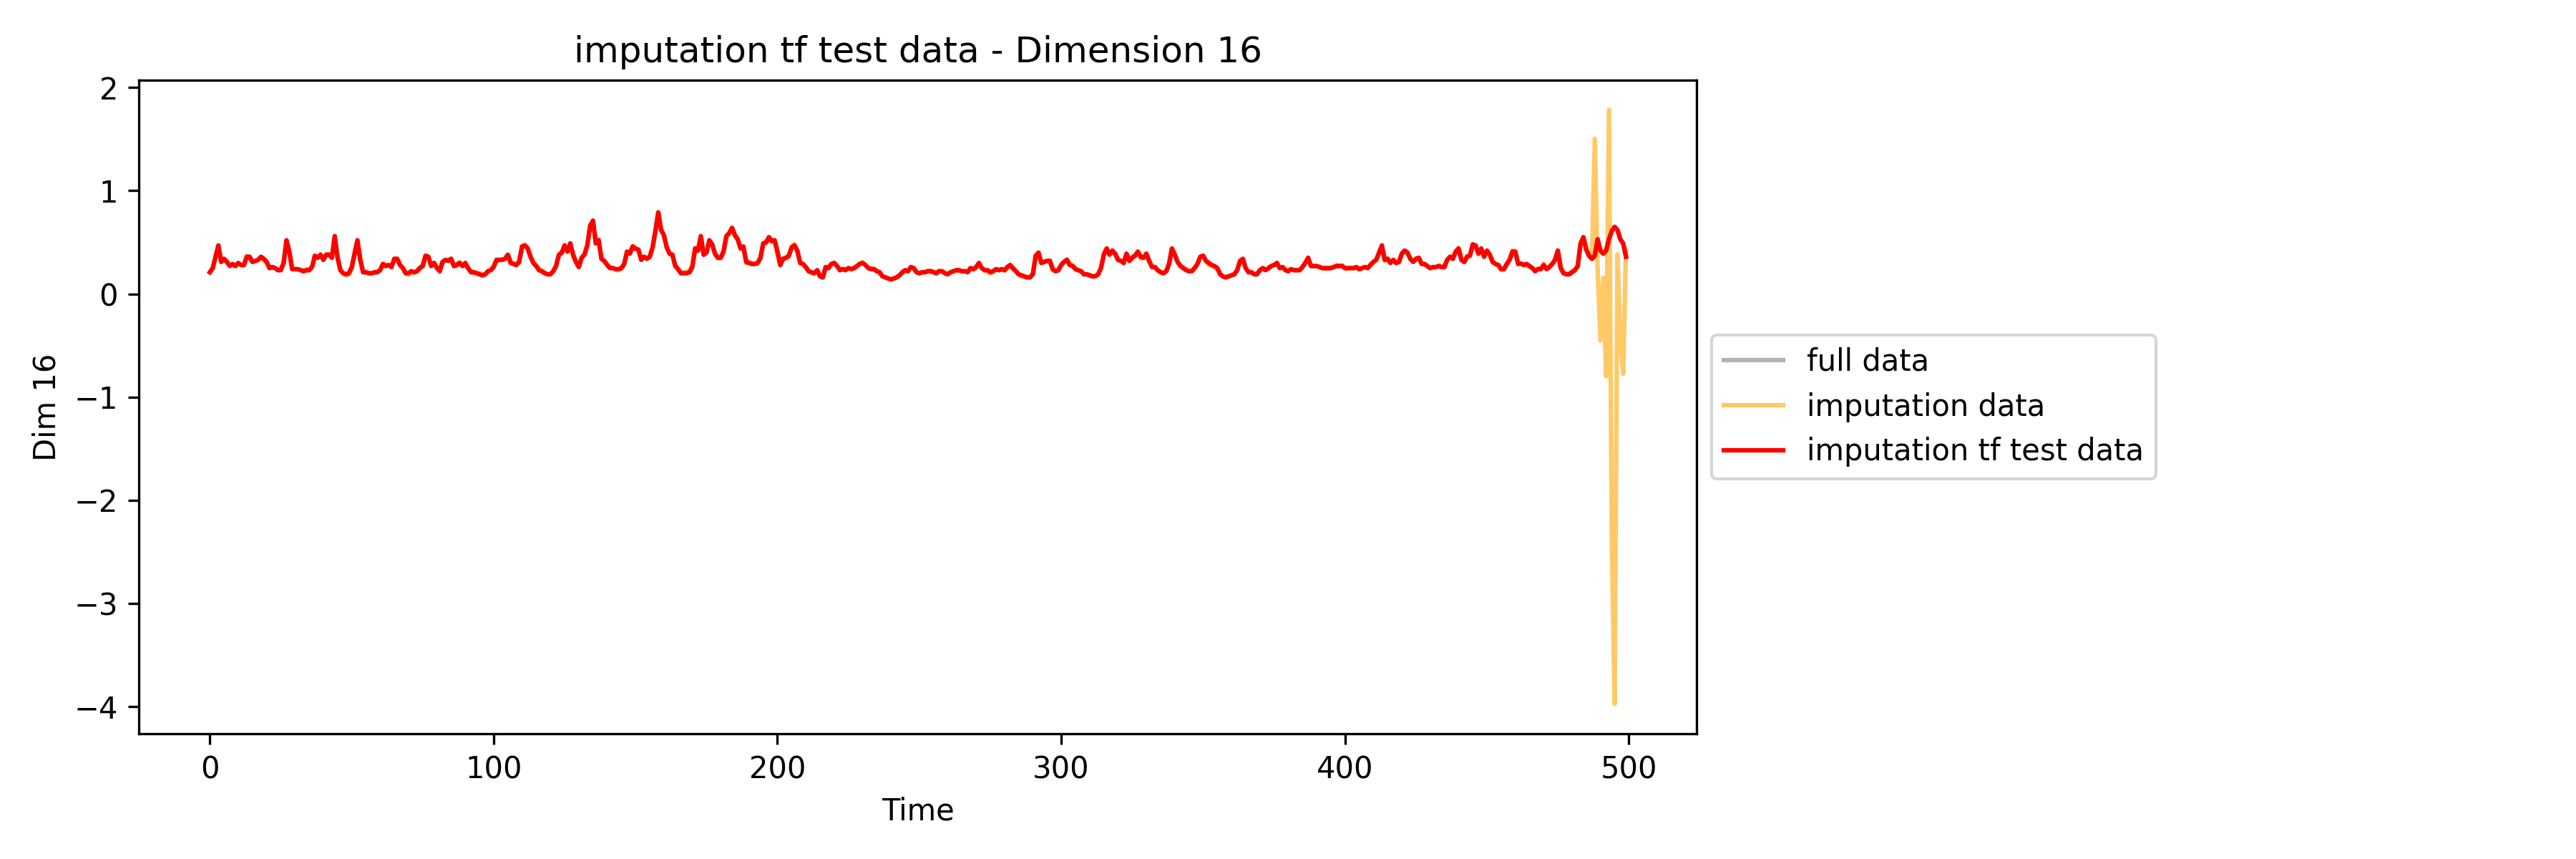 imputation tf test data - Dimension 16
2
1
0
−1
−2
−3
−4
Dim 16
0 100 200 300 400 500
Time
full data
imputation data
imputation tf test data